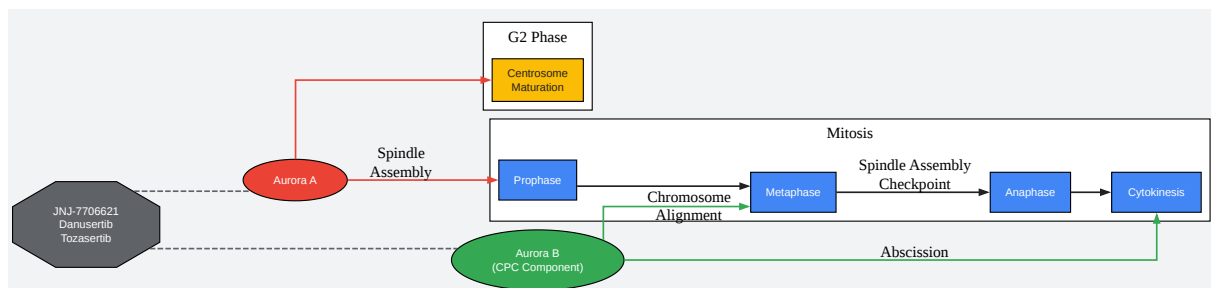 G2 Phase
Centrosome
Maturation
Mitosis
Spindle
Assembly
Aurora A
Prophase
Chromosome
Alignment
Metaphase
Spindle Assembly
Checkpoint
Anaphase
Cytokinesis
JNJ-7706621
Danusertib
Tozasertib
Aurora B
(CPC Component)
Abscission